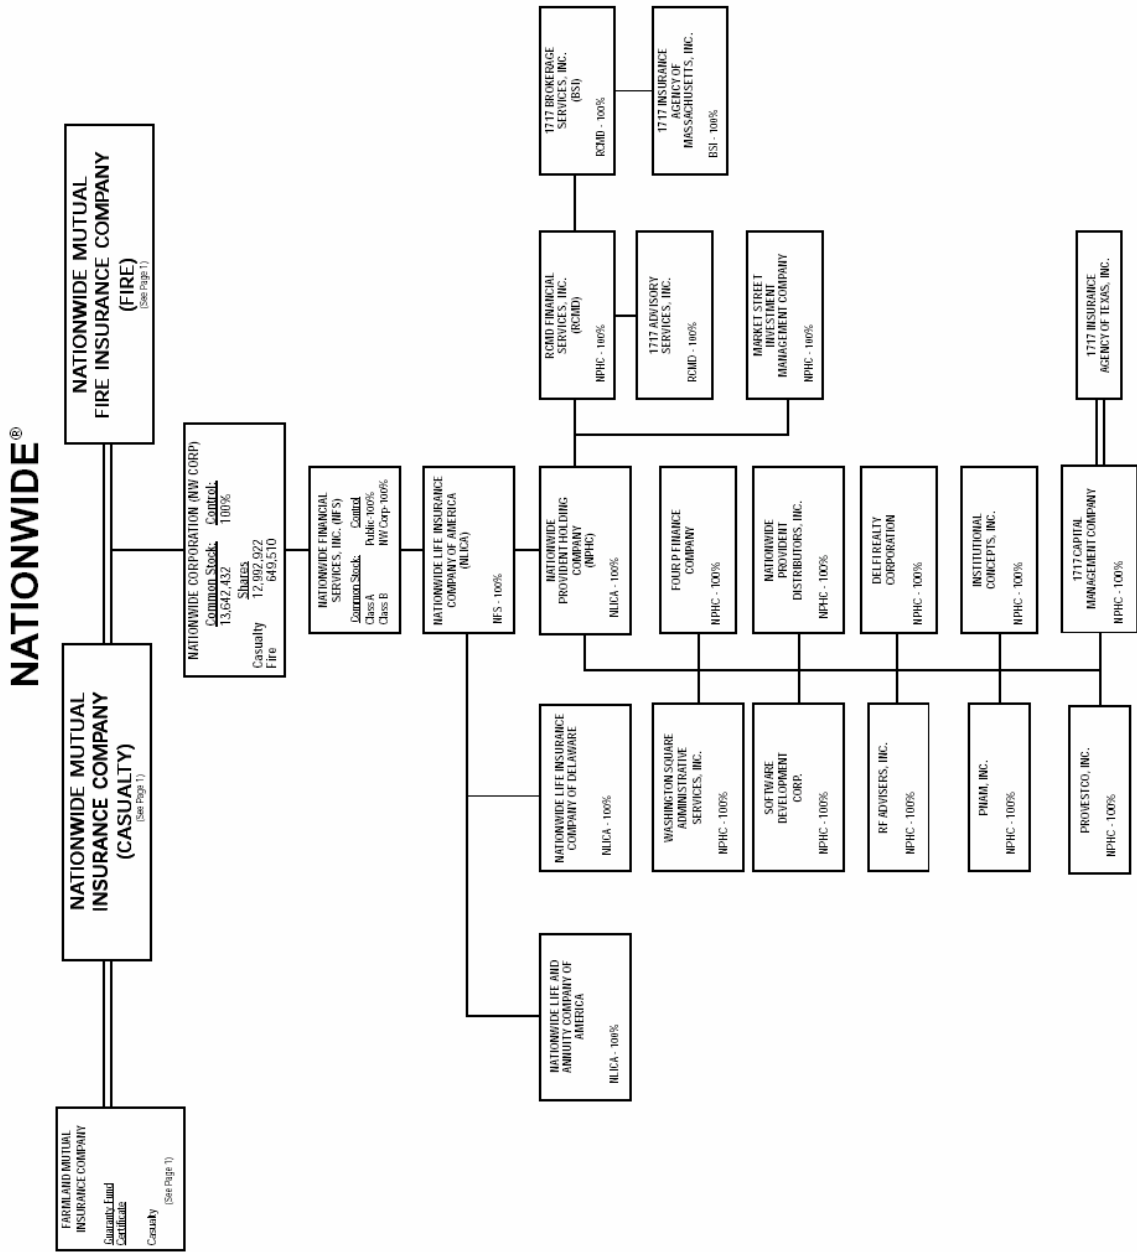 NATIONWIDE®
FARMLAND MUTUAL
INSURANCE COMPANY
Guaranty Fund
Certificate
Casualty
(See Page 1)
NATIONWIDE MUTUAL
INSURANCE COMPANY
(CASUALTY)
(See Page 1)
NATIONWIDE MUTUAL
FIRE INSURANCE COMPANY
(FIRE)
(See Page 1)
NATIONWIDE CORPORATION (NW CORP)
Common Stock: Control:
13,642,432 100%
Shares
Casualty 12,992,922
Fire 649,510
NATIONWIDE FINANCIAL
SERVICES, INC. (NFS)
Common Stock: Control
Class A Public-100%
Class B NW Corp-100%
NATIONWIDE LIFE INSURANCE
COMPANY OF AMERICA
(NLICA)
NFS - 100%
NATIONWIDE LIFE AND
ANNUITY COMPANY OF
AMERICA
NLICA - 100%
NATIONWIDE LIFE INSURANCE
COMPANY OF DELAWARE
NLICA - 100%
NATIONWIDE
PROVIDENT HOLDING
COMPANY
(NPHC)
NLICA - 100%
RCMD FINANCIAL
SERVICES, INC.
(RCMD)
NPHC - 100%
1717 BROKERAGE
SERVICES, INC.
(BSI)
RCMD - 100%
WASHINGTON SQUARE
ADMINISTRATIVE
SERVICES, INC.
NPHC - 100%
FOUR P FINANCE
COMPANY
NPHC - 100%
1717 ADVISORY
SERVICES, INC.
RCMD - 100%
1717 INSURANCE
AGENCY OF
MASSACHUSETTS, INC.
BSI - 100%
SOFTWARE
DEVELOPMENT
CORP.
NPHC - 100%
NATIONWIDE
PROVIDENT
DISTRIBUTORS, INC.
NPHC - 100%
MARKET STREET
INVESTMENT
MANAGEMENT COMPANY
NPHC - 100%
RF ADVISERS, INC.
NPHC - 100%
DELFI REALTY
CORPORATION
NPHC - 100%
PNAM, INC.
NPHC - 100%
INSTITUTIONAL
CONCEPTS, INC.
NPHC - 100%
PROVESTCO, INC.
NPHC - 100%
1717 CAPITAL
MANAGEMENT COMPANY
NPHC - 100%
1717 INSURANCE
AGENCY OF TEXAS, INC.